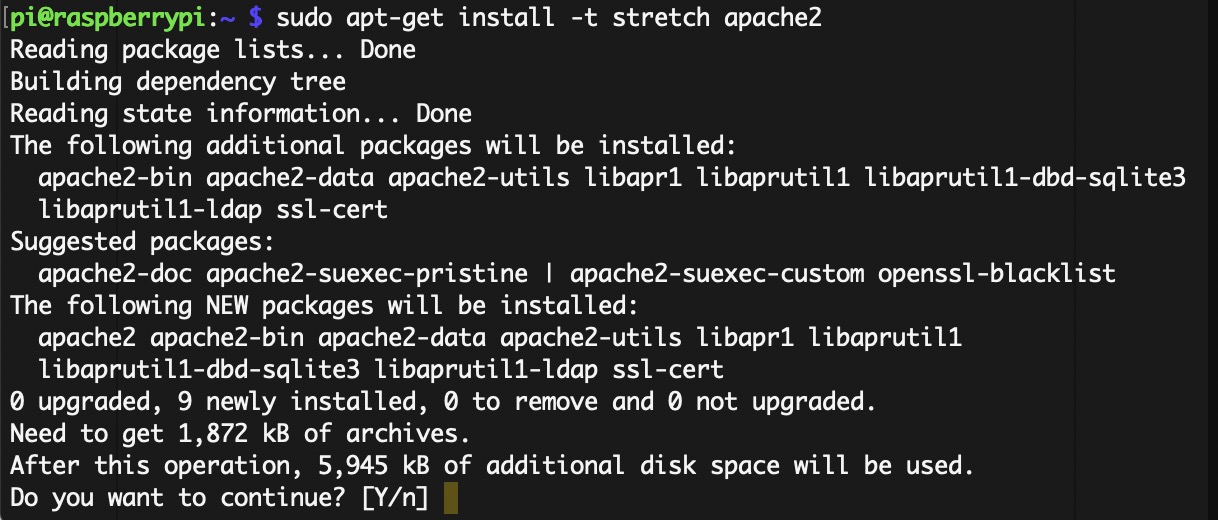 [pi@raspberrypi:~ $ sudo apt-get install -t stretch apache2
Reading package lists... Done
Building dependency tree
Reading state information... Done
The following additional packages will be installed:
  apache2-bin apache2-data apache2-utils libapr1 libaprutil1 libaprutil1-dbd-sqlite3
  libaprutil1-ldap ssl-cert
Suggested packages:
  apache2-doc apache2-suexec-pristine | apache2-suexec-custom openssl-blacklist
The following NEW packages will be installed:
  apache2 apache2-bin apache2-data apache2-utils libapr1 libaprutil1
  libaprutil1-dbd-sqlite3 libaprutil1-ldap ssl-cert
0 upgraded, 9 newly installed, 0 to remove and 0 not upgraded.
Need to get 1,872 kB of archives.
After this operation, 5,945 kB of additional disk space will be used.
Do you want to continue? [Y/n]